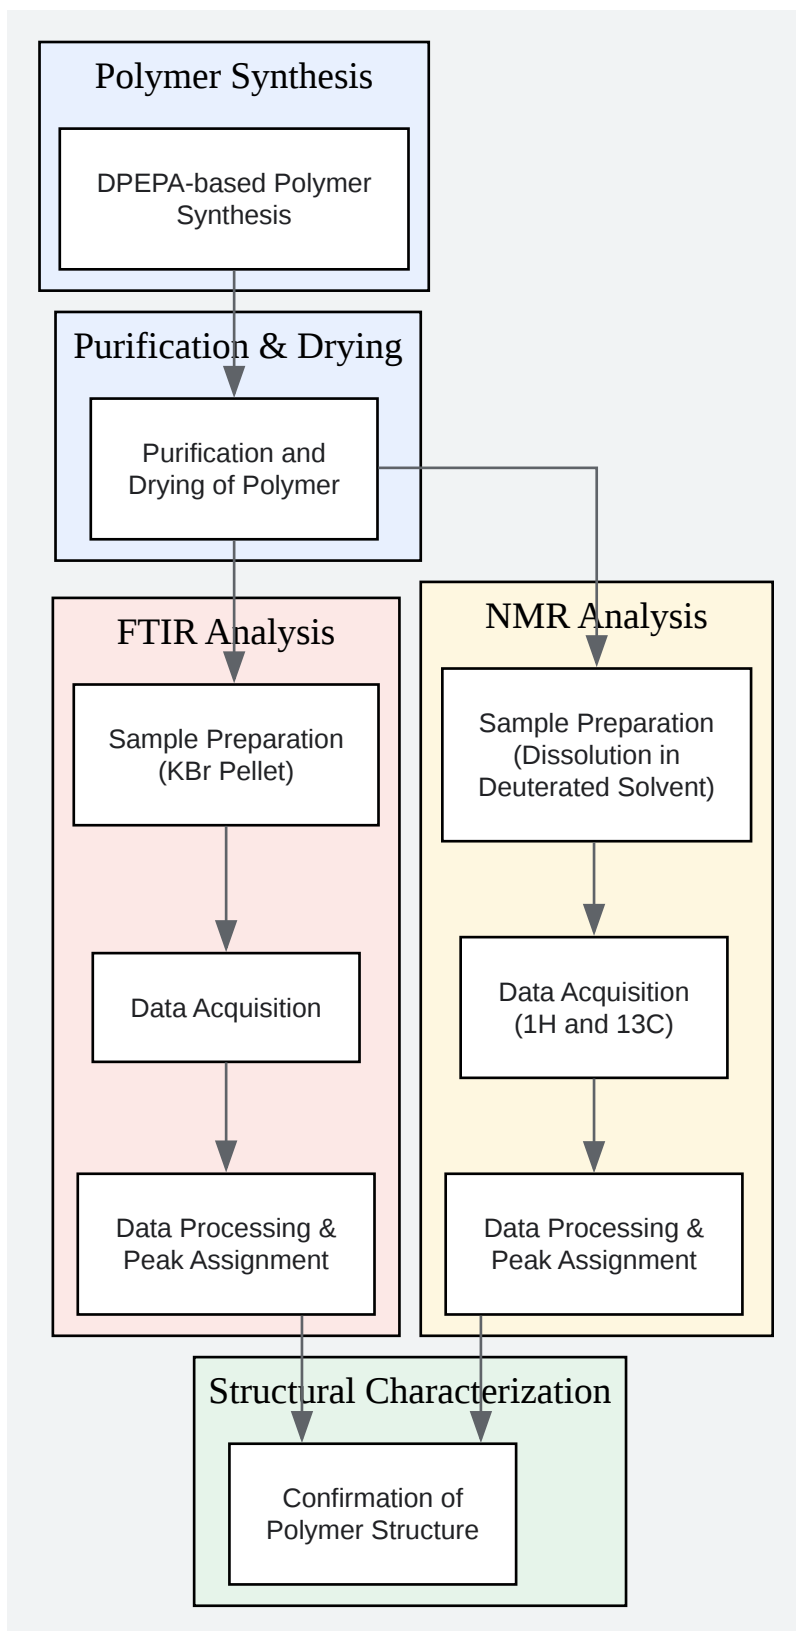 Polymer Synthesis
DPEPA-based Polymer
Synthesis
Purification & Drying
Purification and
Drying of Polymer
FTIR Analysis
Sample Preparation
(KBr Pellet)
Data Acquisition
Data Processing &
Peak Assignment
NMR Analysis
Sample Preparation
(Dissolution in
Deuterated Solvent)
Data Acquisition
(1H and 13C)
Data Processing &
Peak Assignment
Structural Characterization
Confirmation of
Polymer Structure